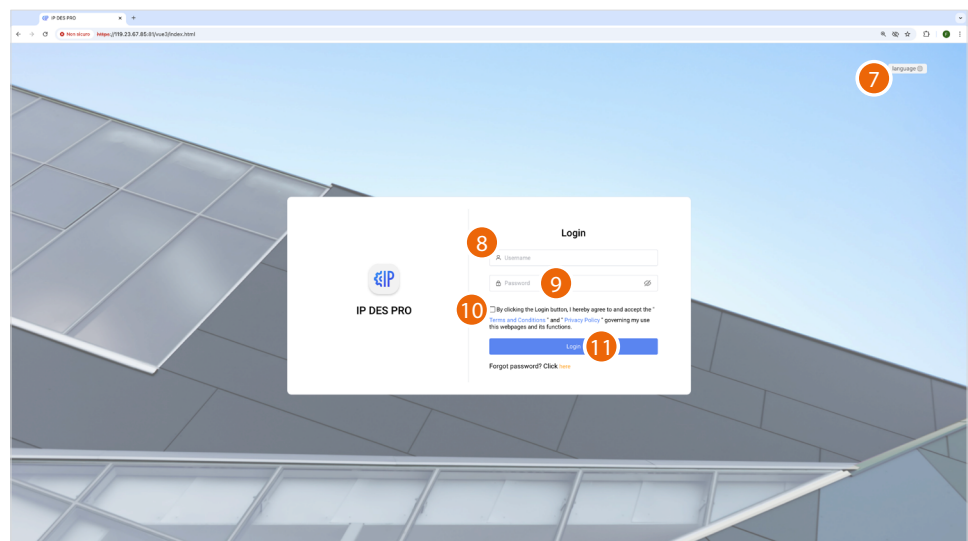 IP DES PRO
Non sicuro https://119.23.67.85:81/vue3/index.html
7
language
Login
8
Username
9
Password
IP
IP DES PRO
10
By clicking the Login button, I hereby agree to and accept the "
Terms and Conditions " and " Privacy Policy " governing my use
this webpages and its functions.
Login
11
Forgot password? Click here